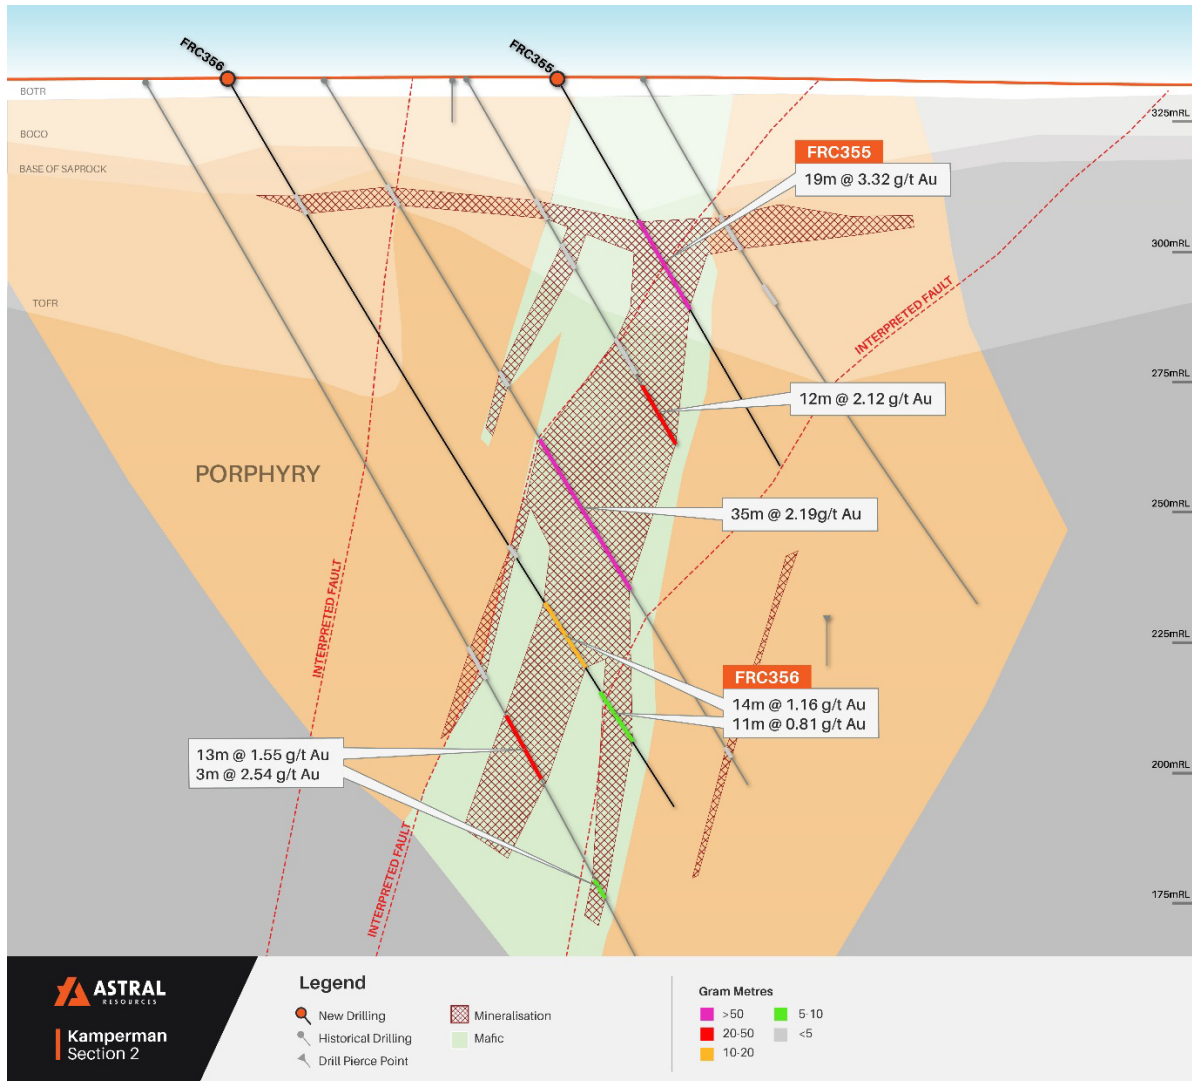 FRC356
FRC355
BOTR
BOCO
BASE OF SAPROCK
TOFR
325mRL
300mRL
275mRL
250mRL
225mRL
200mRL
175mRL
FRC355
19m @ 3.32 g/t Au
INTERPRETED FAULT
12m @ 2.12 g/t Au
PORPHYRY
35m @ 2.19g/t Au
INTERPRETED FAULT
FRC356
14m @ 1.16 g/t Au
11m @ 0.81 g/t Au
13m @ 1.55 g/t Au
3m @ 2.54 g/t Au
INTERPRETED FAULT
ASTRAL
RESOURCES
Kamperman
Section 2
Legend
New Drilling
Historical Drilling
Drill Pierce Point
Mineralisation
Mafic
Gram Metres
>50
20-50
10-20
5-10
<5